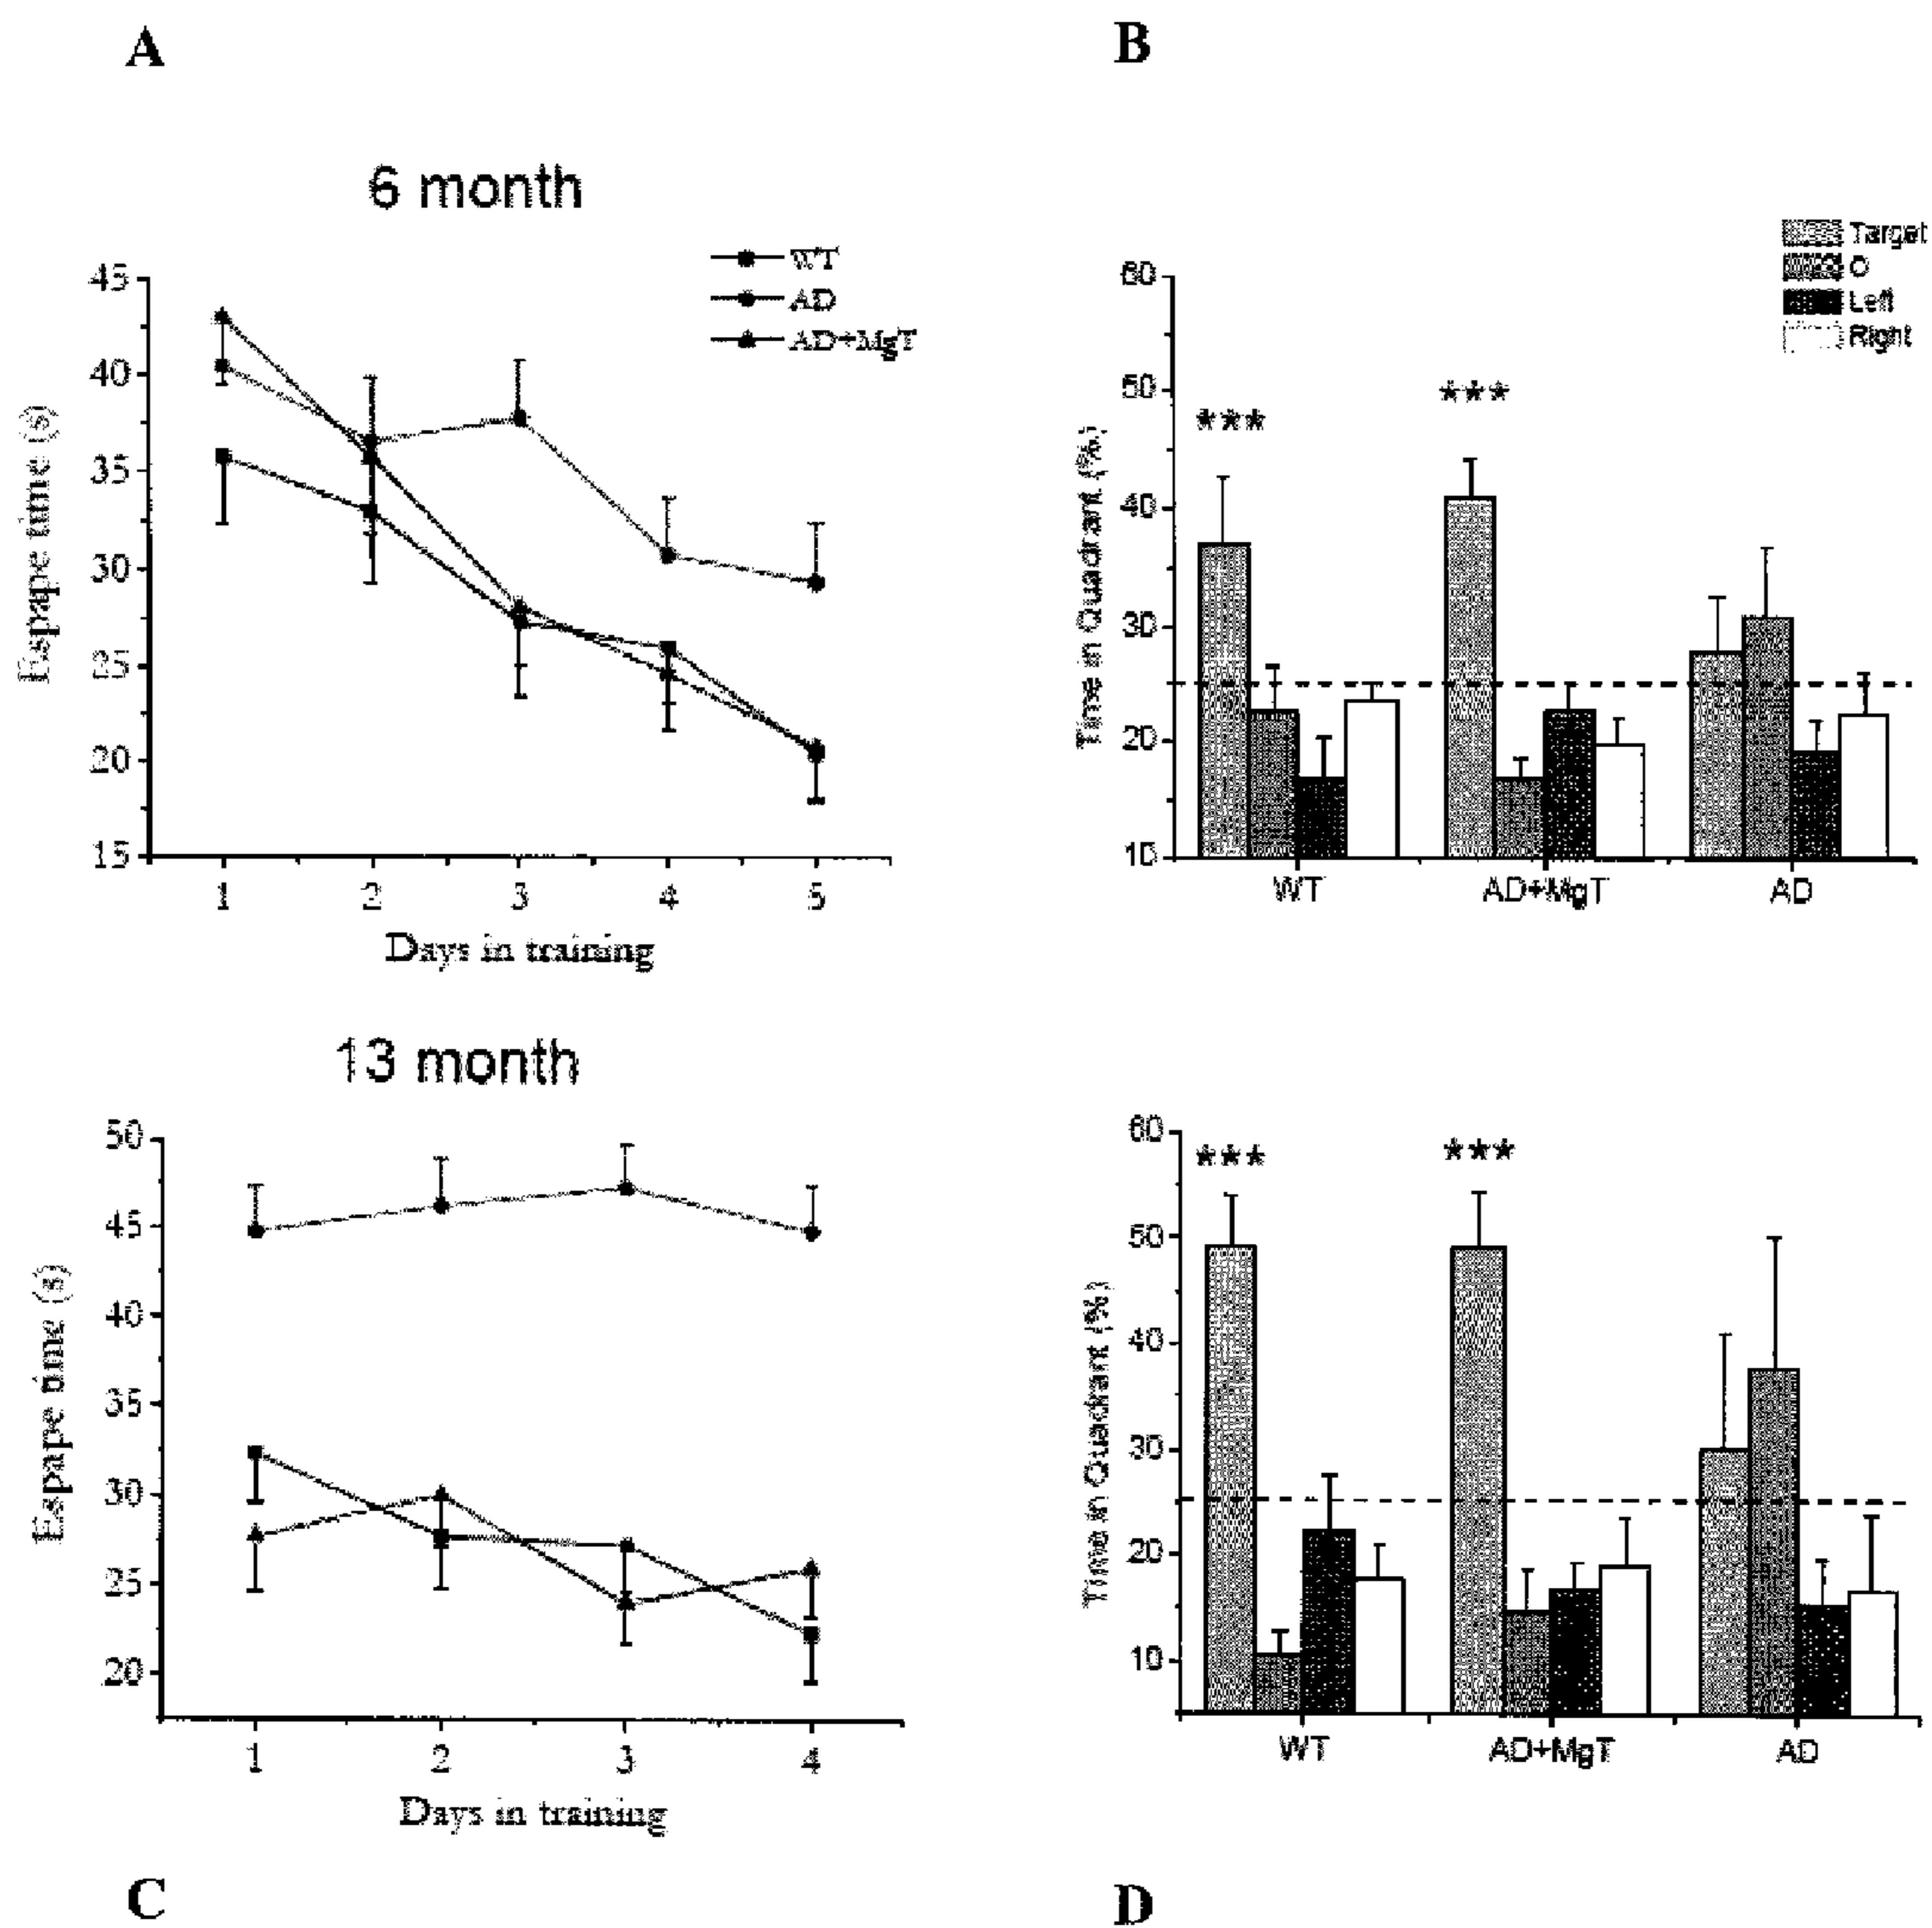 A
B
6 month
WT
AD
AD+MgT
45
40
35
30
25
20
15
Espape time (s)
1 2 3 4 5
Days in training
Target
O
Left
Right
60
50
40
30
20
10
Time in Quadrant (%)
***
***
WT AD+MgT AD
13 month
50
45
40
35
30
25
20
Espape time (s)
1 2 3 4
Days in training
60
50
40
30
20
10
Time in Quadrant (%)
***
***
WT AD+MgT AD
C
D